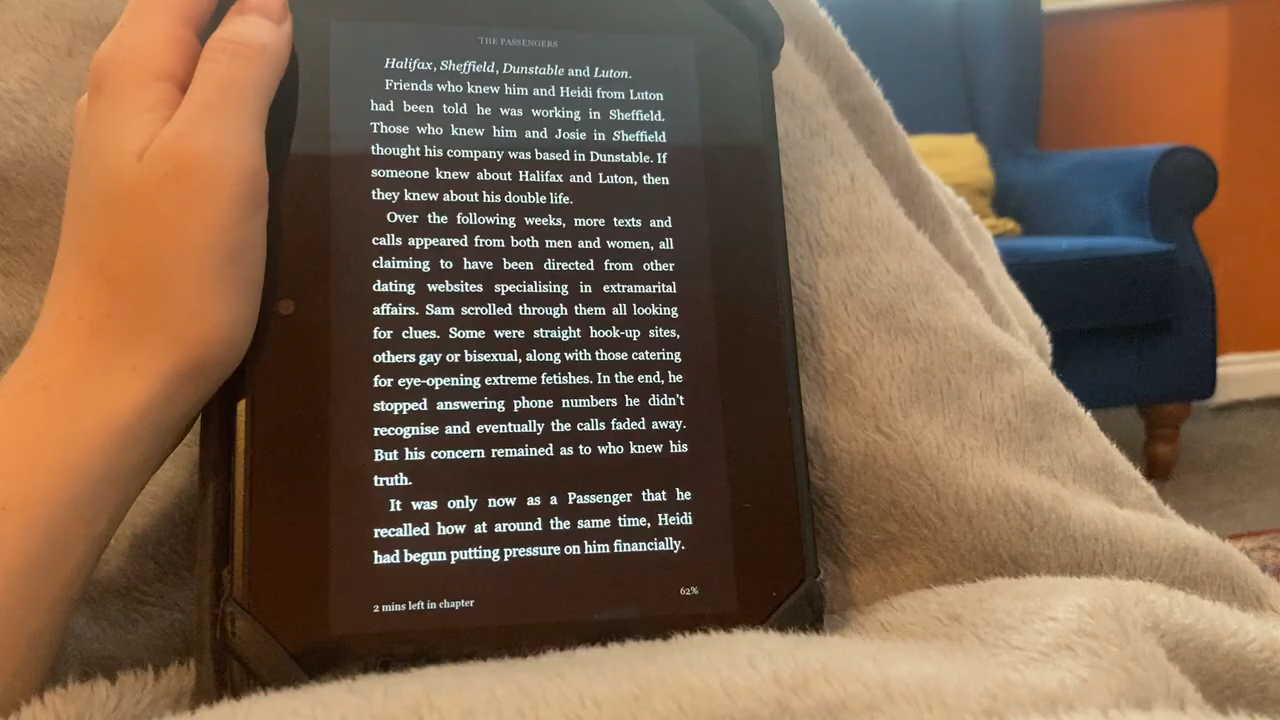 THE PASSENGERS
Halifax, Sheffield, Dunstable and Luton.
Friends who knew him and Heidi from Luton
had been told he was working in Sheffield.
Those who knew him and Josie in Sheffield
thought his company was based in Dunstable. If
someone knew about Halifax and Luton, then
they knew about his double life.
Over the following weeks, more texts and
calls appeared from both men and women, all
claiming to have been directed from other
dating websites specialising in extramarital
affairs. Sam scrolled through them all looking
for clues. Some were straight hook-up sites,
others gay or bisexual, along with those catering
for eye-opening extreme fetishes. In the end, he
stopped answering phone numbers he didn't
recognise and eventually the calls faded away.
But his concern remained as to who knew his
truth.
It was only now as a Passenger that he
recalled how at around the same time, Heidi
had begun putting pressure on him financially.
2 mins left in chapter
62%